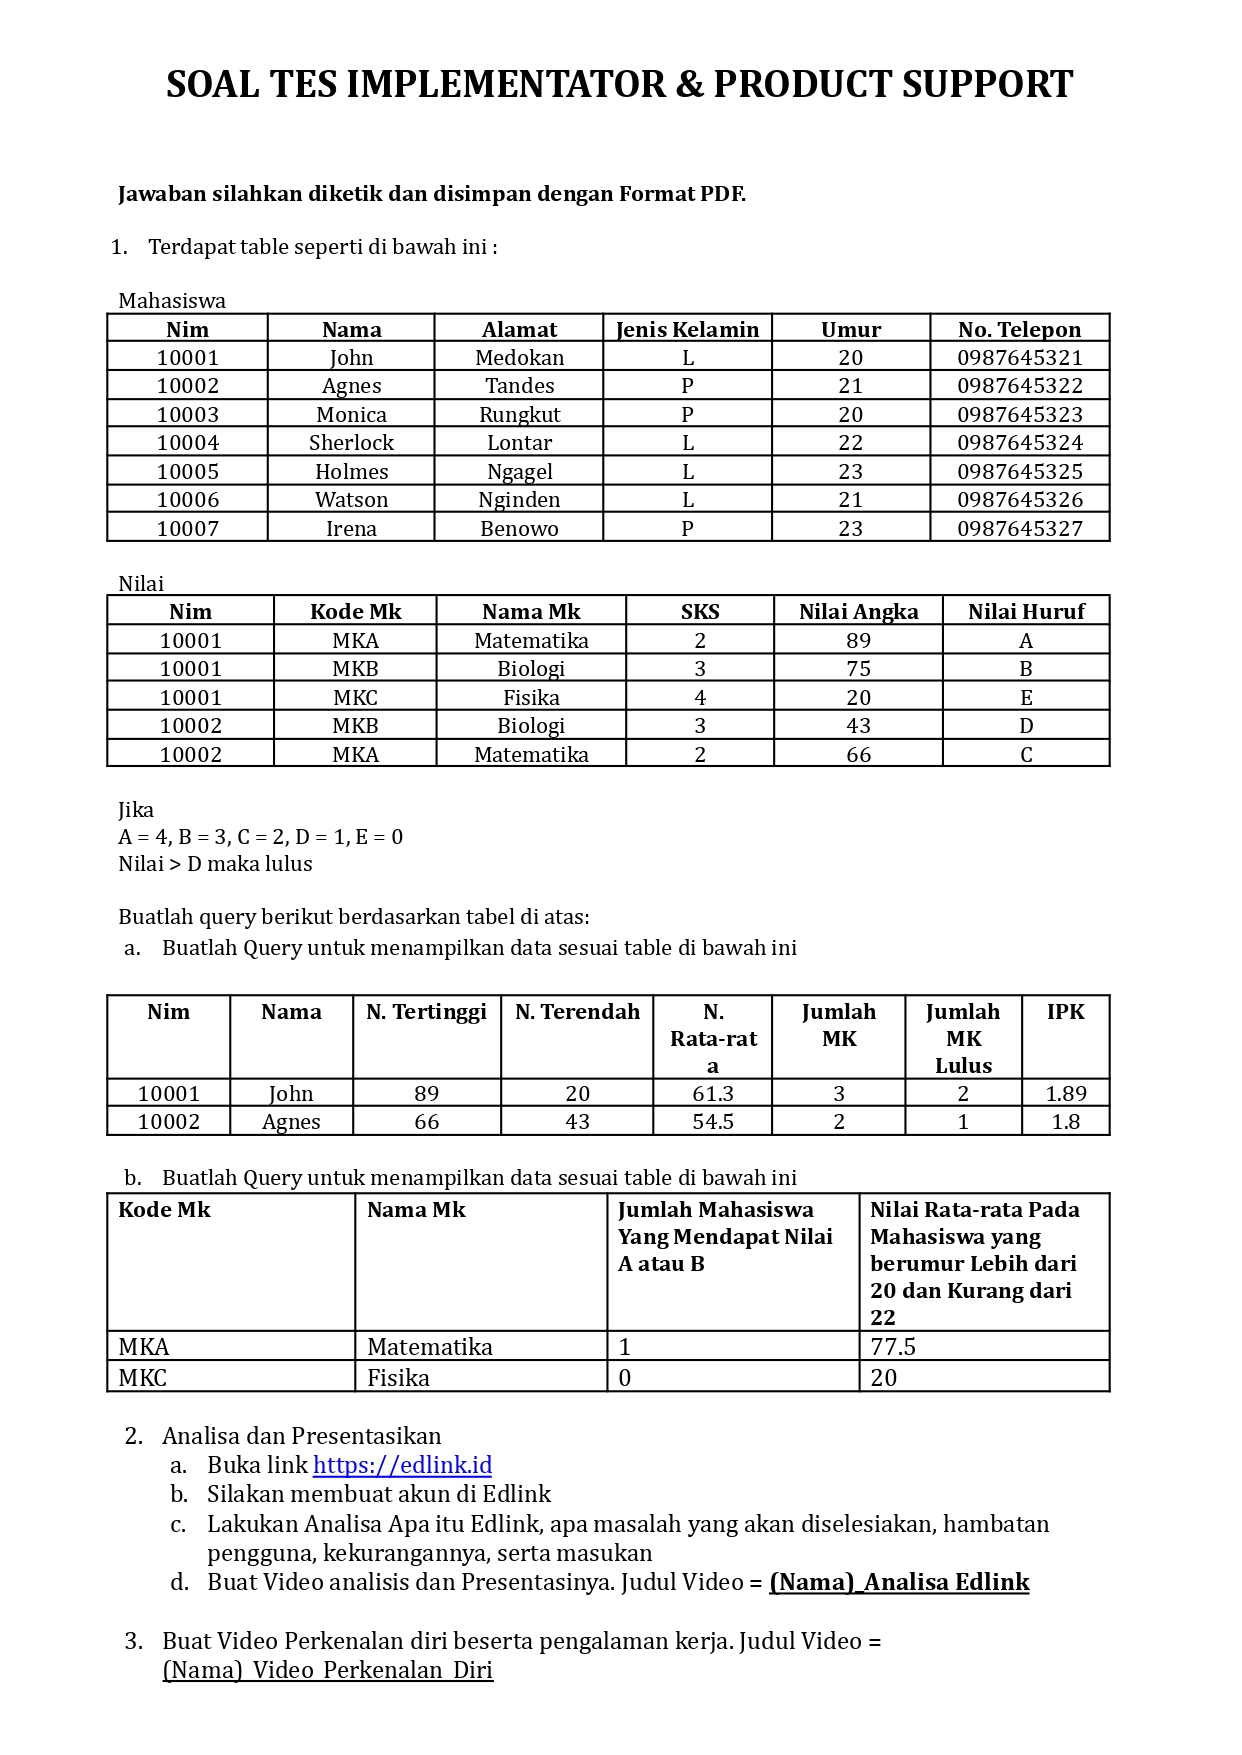 SOAL TES IMPLEMENTATOR & PRODUCT SUPPORT
Jawaban silahkan diketik dan disimpan dengan Format PDF.
1. Terdapat table seperti di bawah ini :
Mahasiswa
Nim Nama Alamat Jenis Kelamin Umur No. Telepon
10001 John Medokan L 20 0987645321
10002 Agnes Tandes P 21 0987645322
10003 Monica Rungkut P 20 0987645323
10004 Sherlock Lontar L 22 0987645324
10005 Holmes Ngagel L 23 0987645325
10006 Watson Nginden L 21 0987645326
10007 Irena Benowo P 23 0987645327
Nilai
Nim Kode Mk Nama Mk SKS Nilai Angka Nilai Huruf
10001 MKA Matematika 2 89 A
10001 MKB Biologi 3 75 B
10001 MKC Fisika 4 20 E
10002 MKB Biologi 3 43 D
10002 MKA Matematika 2 66 C
Jika
A = 4, B = 3, C = 2, D = 1, E = 0
Nilai > D maka lulus
Buatlah query berikut berdasarkan tabel di atas:
a. Buatlah Query untuk menampilkan data sesuai table di bawah ini
Nim Nama N. Tertinggi N. Terendah N. Jumlah Jumlah IPK
Rata-rat MK MK
a Lulus
10001 John 89 20 61.3 3 2 1.89
10002 Agnes 66 43 54.5 2 1 1.8
b. Buatlah Query untuk menampilkan data sesuai table di bawah ini
Kode Mk Nama Mk Jumlah Mahasiswa Nilai Rata-rata Pada
Yang Mendapat Nilai Mahasiswa yang
A atau B berumur Lebih dari
20 dan Kurang dari
22
MKA Matematika 1 77.5
MKC Fisika 0 20
2. Analisa dan Presentasikan
a. Buka link https://edlink.id
b. Silakan membuat akun di Edlink
c. Lakukan Analisa Apa itu Edlink, apa masalah yang akan diselesiakan, hambatan
pengguna, kekurangannya, serta masukan
d. Buat Video analisis dan Presentasinya. Judul Video = (Nama)_Analisa Edlink
3. Buat Video Perkenalan diri beserta pengalaman kerja. Judul Video =
(Nama)_Video_Perkenalan_Diri